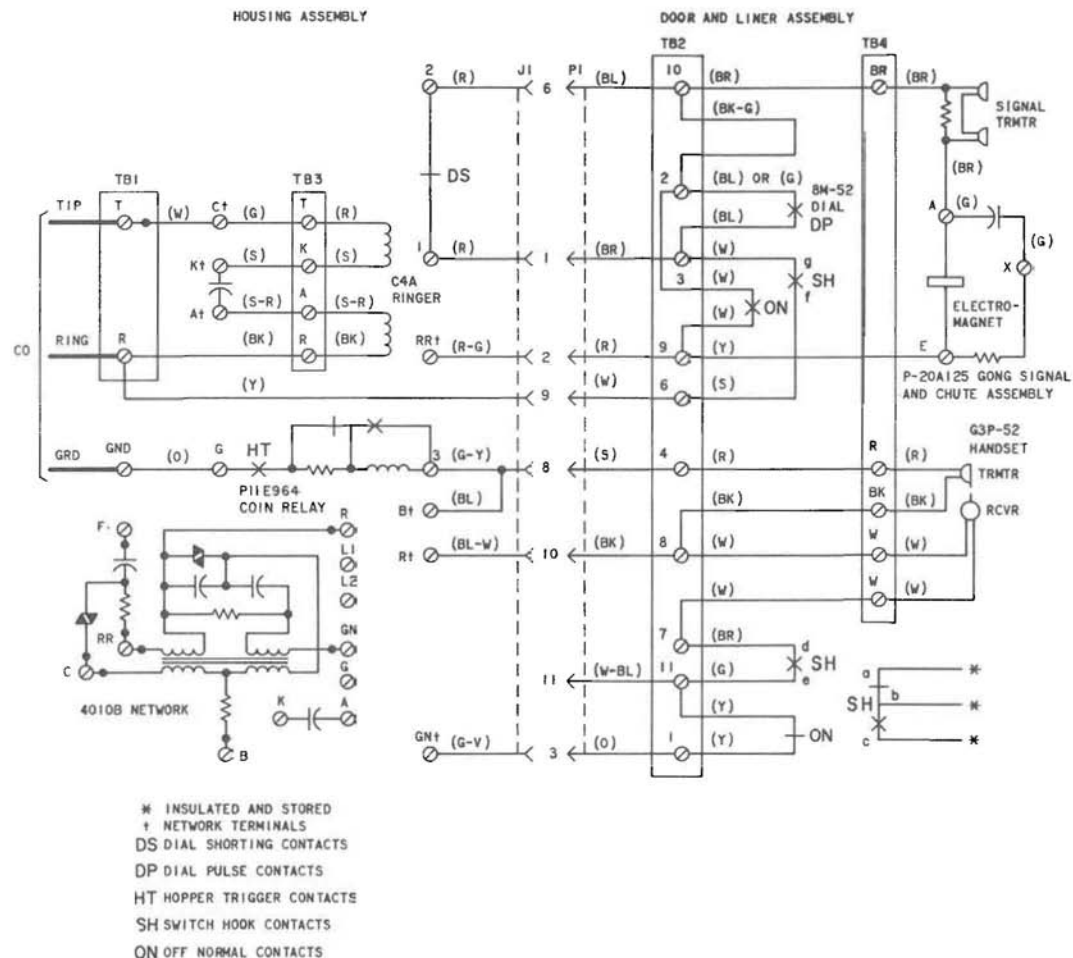 HOUSING ASSEMBLY
DOOR AND LINER ASSEMBLY
TB2
TB4
2 (R) J1 6 P1 (BL) 10 (BR) BR (BR)
SIGNAL
TRMTR
(BK-G)
(BR)
DS
TB1
TB3
2 (BL) OR (G)
8M-52
DIAL
DP
TIP T (W) C† (G) T (R)
(BL)
A (G)
(G)
K† (S) K (S)
1 (R) 1 (BR) 3 (W) g
SH
f
X
C4A
RINGER
(W)
ON
(W)
A† (S-R) A (S-R)
ELECTRO-
MAGNET
CO
RING R (BK) R (BK)
RR† (R-G) 2 (R) 9 (Y) E
P-20A125 GONG SIGNAL
AND CHUTE ASSEMBLY
(Y) 9 (W) 6 (S)
G3P-52
HANDSET
GRD GND (O) G HT 3 (G-Y) 8 (S) 4 (R) R (R)
TRMTR
P11E964
COIN RELAY
B† (BL)
(BK) BK (BK)
RCVR
F
R
L1
L2
R† (BL-W) 10 (BK) 8 (W) W (W)
(W) W (W)
RR
GN
7 (BR) d
SH
e
C
G
11 (W-BL) 11 (G)
a
b
SH
c
*
*
*
4010B NETWORK
K A
(Y)
ON
B
GN† (G-V) 3 (O) 1 (Y)
* INSULATED AND STORED
† NETWORK TERMINALS
DS DIAL SHORTING CONTACTS
DP DIAL PULSE CONTACTS
HT HOPPER TRIGGER CONTACTS
SH SWITCH HOOK CONTACTS
ON OFF NORMAL CONTACTS